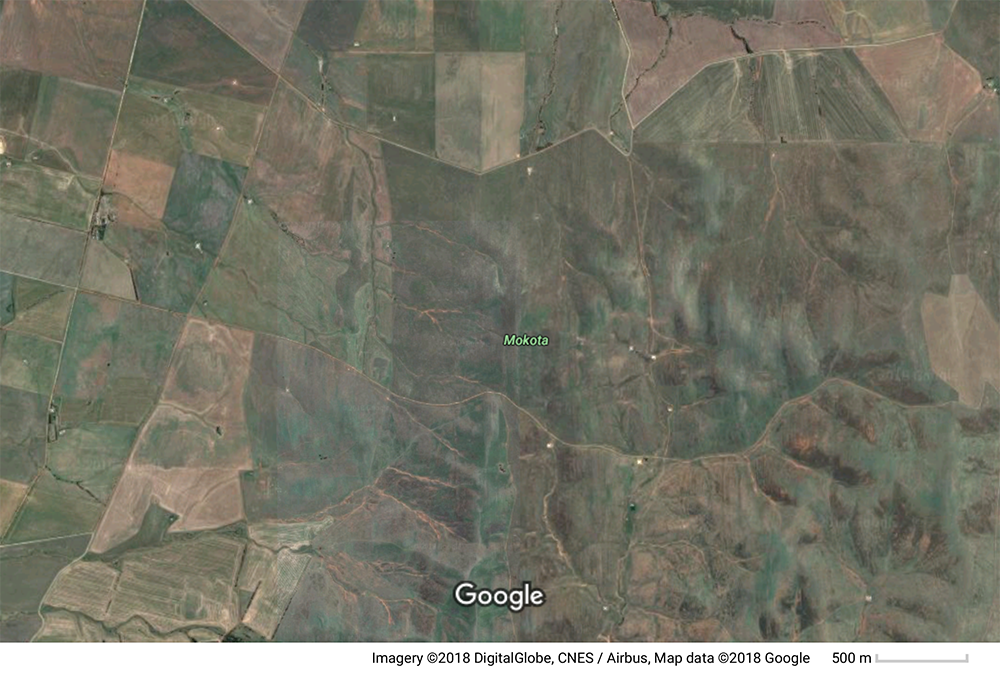 Mokota
Google
Imagery ©2018 DigitalGlobe, CNES / Airbus, Map data ©2018 Google 500 m